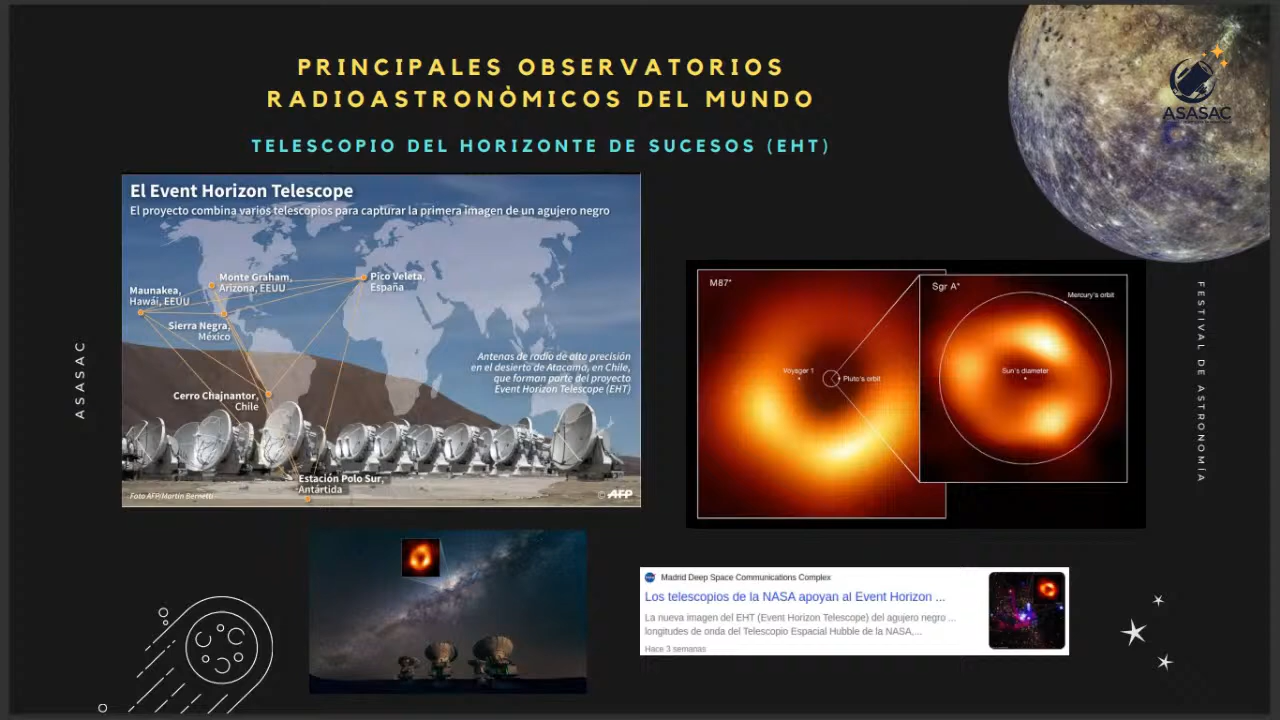 PRINCIPALES OBSERVATORIOS
RADIOASTRONÒMICOS DEL MUNDO
TELESCOPIO DEL HORIZONTE DE SUCESOS (EHT)
ASASAC
El Event Horizon Telescope
El proyecto combina varios telescopios para capturar la primera imagen de un agujero negro
Monte Graham,
Arizona, EEUU
Pico Veleta,
España
Maunakea,
Hawái, EEUU
Sierra Negra,
México
Antenas de radio de alta precisión
en el desierto de Atacama, en Chile,
que forman parte del proyecto
Event Horizon Telescope (EHT)
Cerro Chajnantor,
Chile
Estación Polo Sur,
Antártida
Foto AFP/Martin Bernetti
© AFP
M87*
Voyager 1
Pluto's orbit
Sgr A*
Mercury's orbit
Sun's diameter
ASASAC
FESTIVAL DE ASTRONOMÍA
Madrid Deep Space Communications Complex
Los telescopios de la NASA apoyan al Event Horizon ...
La nueva imagen del EHT (Event Horizon Telescope) del agujero negro ...
longitudes de onda del Telescopio Espacial Hubble de la NASA,...
Hace 3 semanas